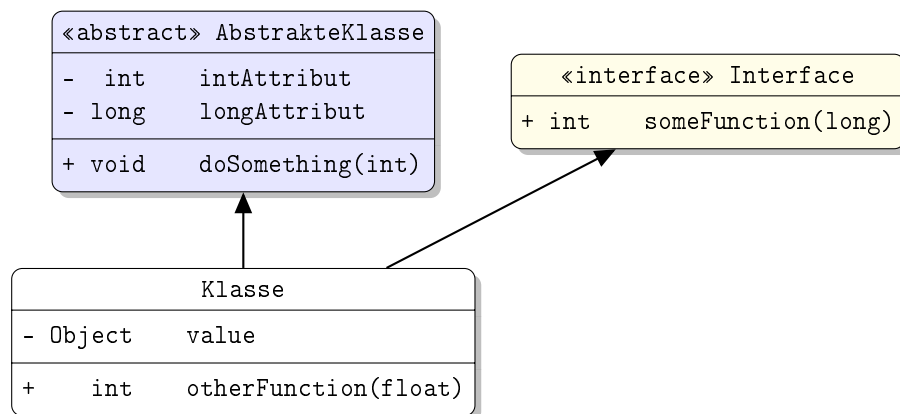 «abstract» AbstrakteKlasse
- int intAttribut
- long longAttribut
+ void doSomething(int)
«interface» Interface
+ int someFunction(long)
Klasse
- Object value
+ int otherFunction(float)